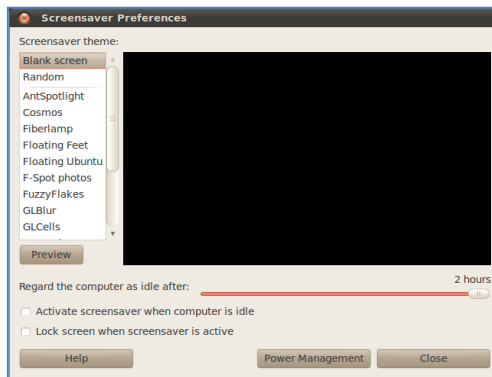 Screensaver Preferences
Screensaver theme:
Blank screen
Random
AntSpotlight
Cosmos
Fiberlamp
Floating Feet
Floating Ubuntu
F-Spot photos
FuzzyFlakes
GLBlur
GLCells
Preview
2 hours
Regard the computer as idle after:
Activate screensaver when computer is idle
Lock screen when screensaver is active
Help
Power Management
Close